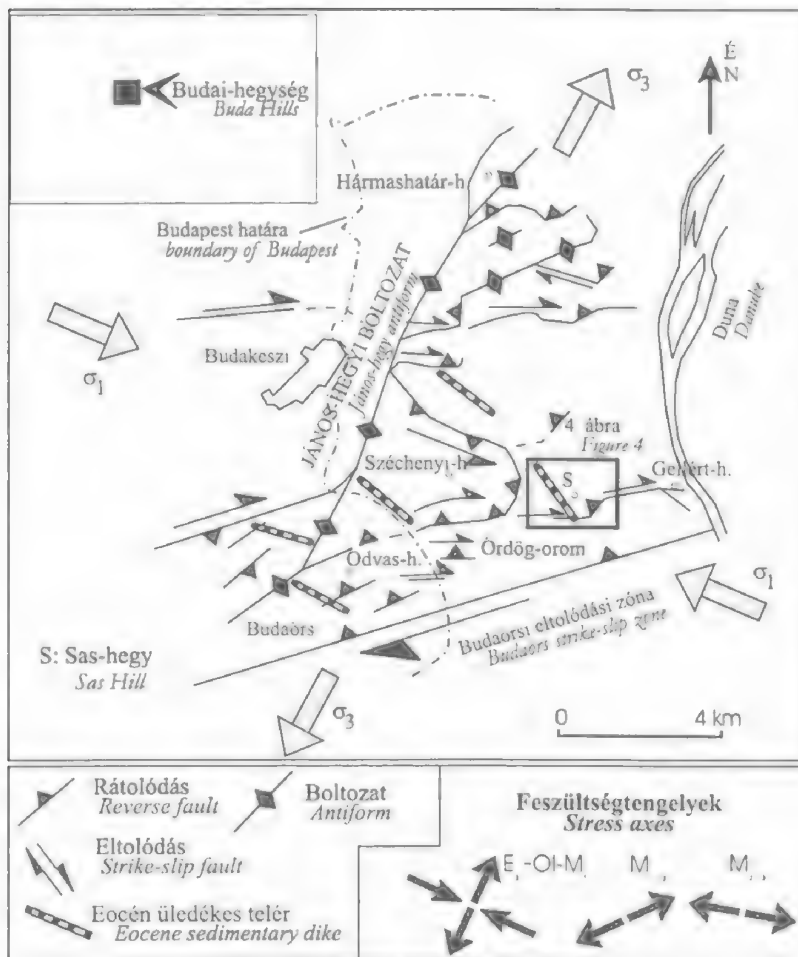 Budai-hegység
Buda Hills
σ3
É
N
Hármashatár-h.
Budapest határa
boundary of Budapest
JÁNOS-HEGYI BOLTOZAT
János-hegy antiform
Duna
Danube
σ1
Budakeszi
4 ábra
Figure 4
Széchenyi-h.
S
Gellért-h.
Odvas-h.
Ördög-orom
σ1
Budaörs
Budaörsi eltolódási zóna
Budaörs strike-slip zone
S: Sas-hegy
Sas Hill
σ3
0 4 km
Rátolódás
Reverse fault
Boltozat
Antiform
Eltolódás
Strike-slip fault
Eocén üledékes telér
Eocene sedimentary dike
Feszültségtengelyek
Stress axes
E -Ol-M M M